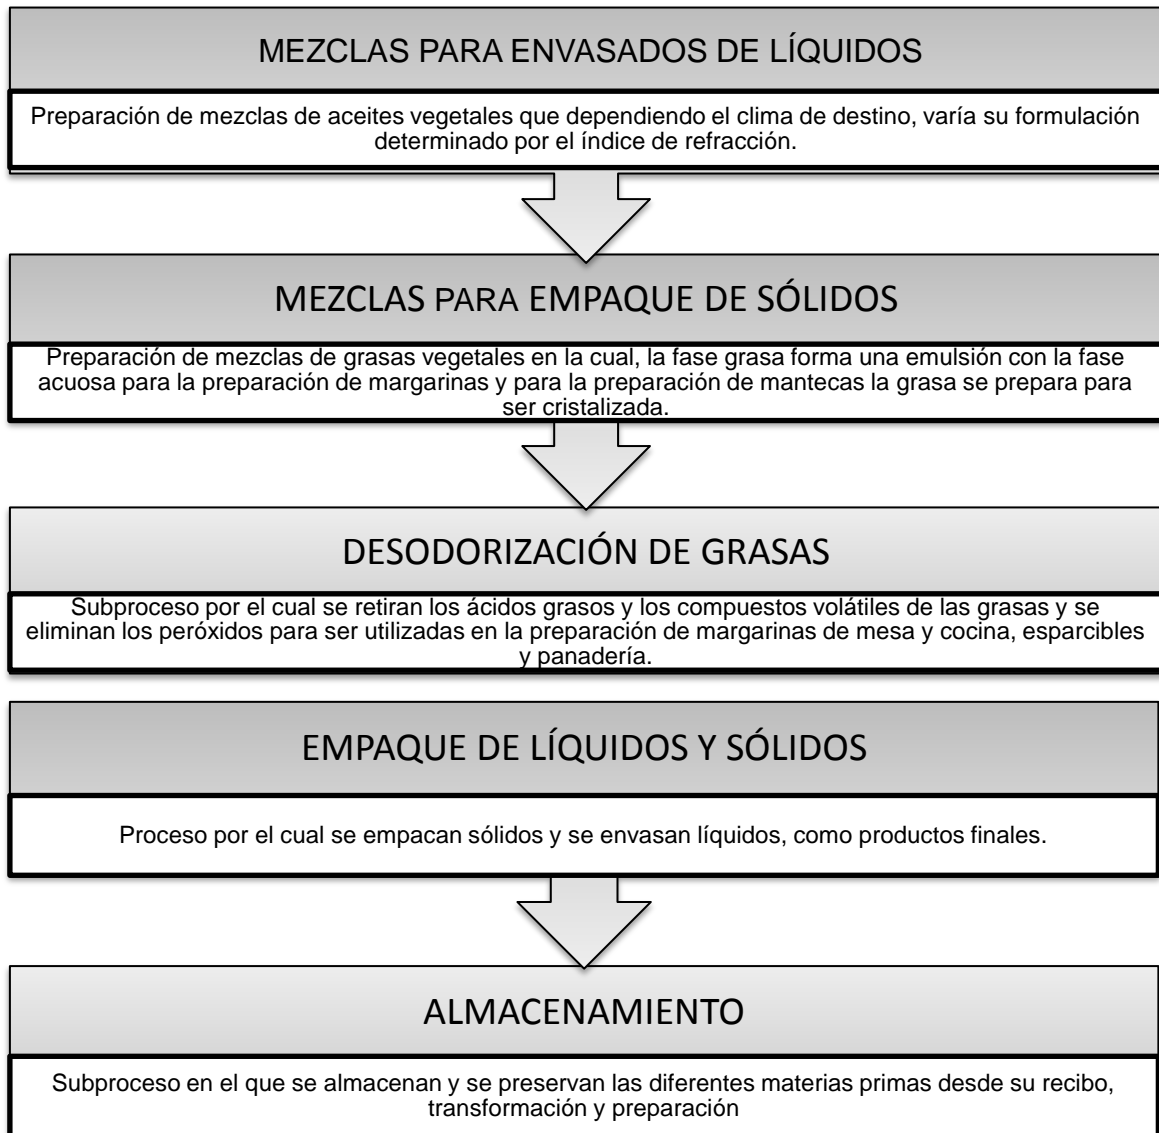 MEZCLAS PARA ENVASADOS DE LÍQUIDOS
Preparación de mezclas de aceites vegetales que dependiendo el clima de destino, varía su formulación
determinado por el índice de refracción.
MEZCLAS PARA EMPAQUE DE SÓLIDOS
Preparación de mezclas de grasas vegetales en la cual, la fase grasa forma una emulsión con la fase
acuosa para la preparación de margarinas y para la preparación de mantecas la grasa se prepara para
ser cristalizada.
DESODORIZACIÓN DE GRASAS
Subproceso por el cual se retiran los ácidos grasos y los compuestos volátiles de las grasas y se
eliminan los peróxidos para ser utilizadas en la preparación de margarinas de mesa y cocina, esparcibles
y panadería.
EMPAQUE DE LÍQUIDOS Y SÓLIDOS
Proceso por el cual se empacan sólidos y se envasan líquidos, como productos finales.
ALMACENAMIENTO
Subproceso en el que se almacenan y se preservan las diferentes materias primas desde su recibo,
transformación y preparación